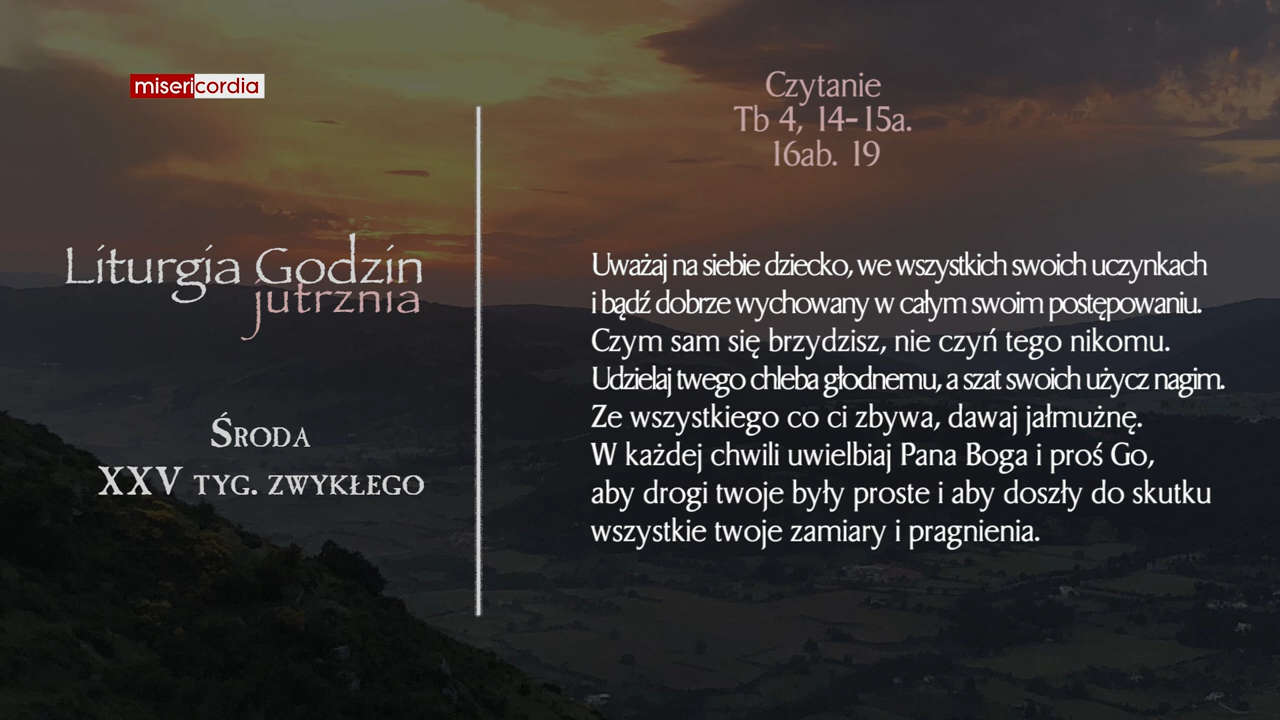 misericordia
Liturgia Godzin
jutrznia
Środa
XXV tyg. zwykłego
Czytanie
Tb 4, 14-15a.
16ab. 19
Uważaj na siebie dziecko, we wszystkich swoich uczynkach
i bądź dobrze wychowany w całym swoim postępowaniu.
Czym sam się brzydzisz, nie czyń tego nikomu.
Udzielaj twego chleba głodnemu, a szat swoich użycz nagim.
Ze wszystkiego co ci zbywa, dawaj jałmużnę.
W każdej chwili uwielbiaj Pana Boga i proś Go,
aby drogi twoje były proste i aby doszły do skutku
wszystkie twoje zamiary i pragnienia.